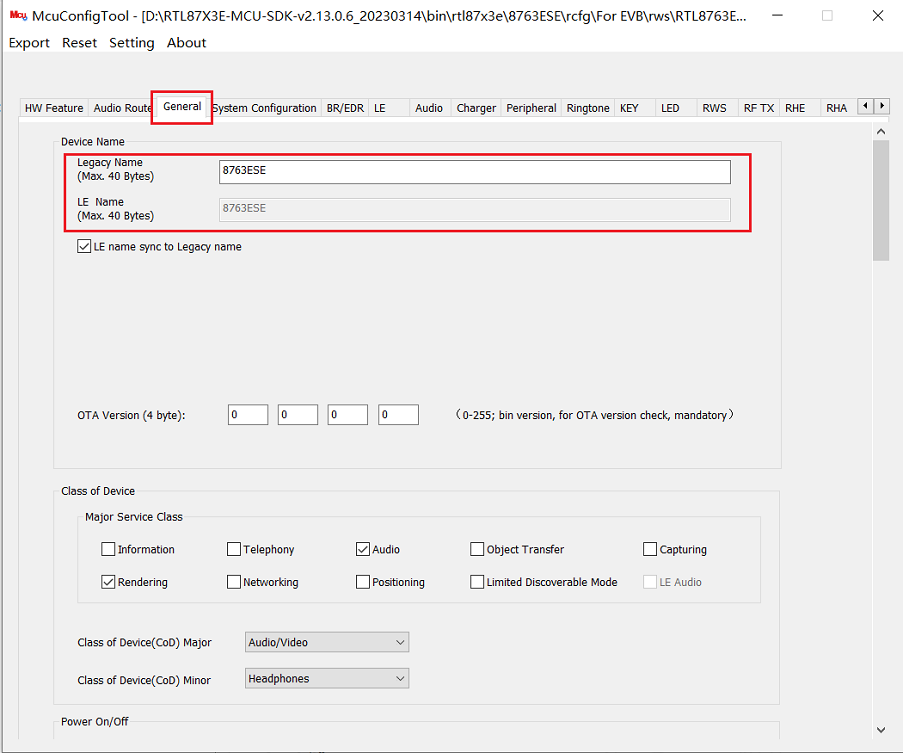 Mcu McuConfigTool - [D:\RTL87X3E-MCU-SDK-v2.13.0.6_20230314\bin\rtl87x3e\8763ESE\rcfg\For EVB\rws\RTL8763E...
Export Reset Setting About
HW Feature Audio Route General System Configuration BR/EDR LE Audio Charger Peripheral Ringtone KEY LED RWS RF TX RHE RHA
Device Name
Legacy Name
(Max. 40 Bytes)
8763ESE
LE Name
(Max. 40 Bytes)
8763ESE
LE name sync to Legacy name
OTA Version (4 byte): 0 0 0 0 （0-255; bin version, for OTA version check, mandatory）
Class of Device
Major Service Class
Information Telephony Audio Object Transfer Capturing
Rendering Networking Positioning Limited Discoverable Mode LE Audio
Class of Device(CoD) Major Audio/Video
Class of Device(CoD) Minor Headphones
Power On/Off